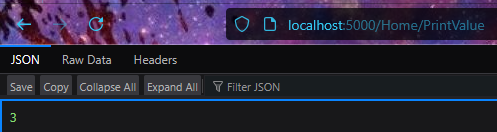 localhost:5000/Home/PrintValue
JSON Raw Data Headers
Save Copy Collapse All Expand All Filter JSON
3